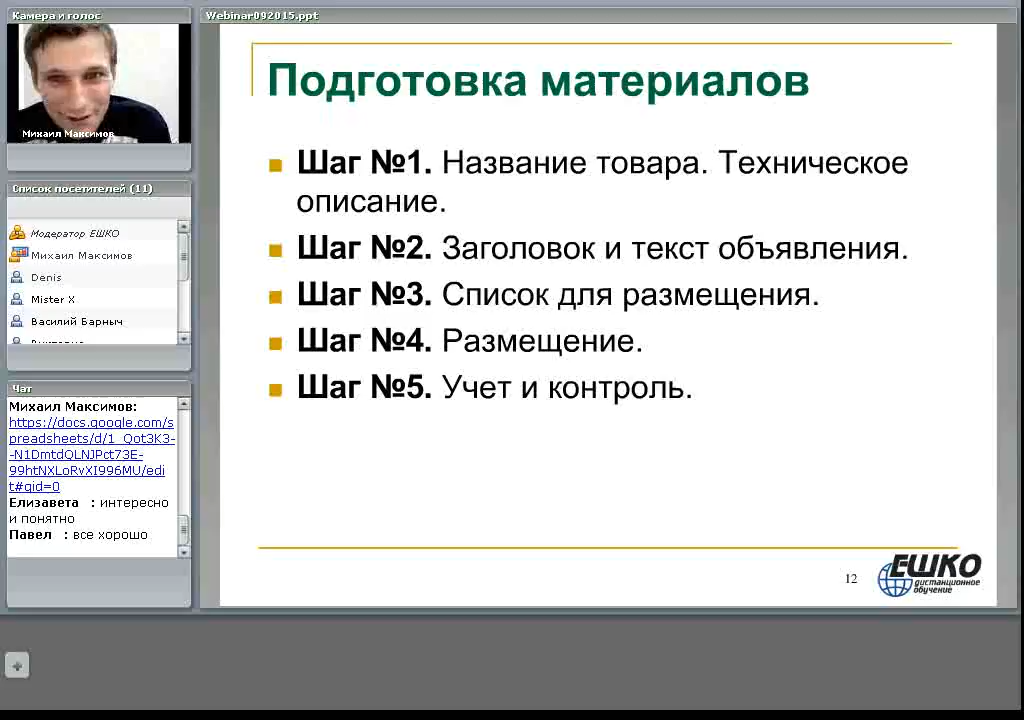 Камера и голос
Михаил Максимов
Список посетителей (11)
Модератор ЕШКО
Михаил Максимов
Denis
Mister X
Василий Барныч
Чат
Михаил Максимов:
https://docs.google.com/s
preadsheets/d/1_Qot3K3-
-N1DmtdQLNJPct73E-
99htNXLoRvXI996MU/edi
t#gid=0
Елизавета : интересно
и понятно
Павел : все хорошо
Webinar092015.ppt
Подготовка материалов
Шаг №1. Название товара. Техническое
описание.
Шаг №2. Заголовок и текст объявления.
Шаг №3. Список для размещения.
Шаг №4. Размещение.
Шаг №5. Учет и контроль.
12
ЕШКО
дистанционное
обучение